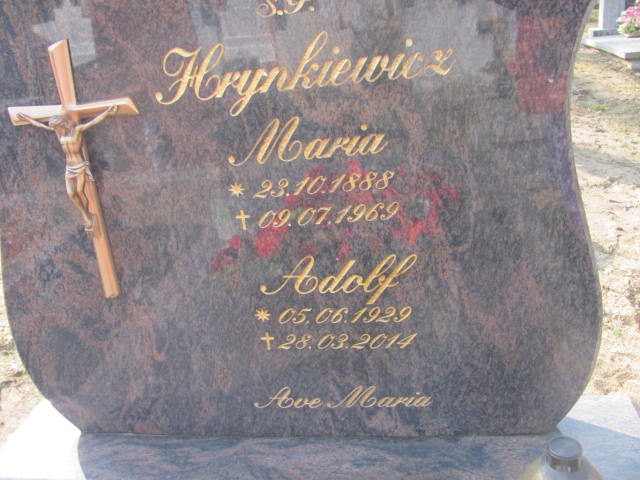 Ś.P.
Hrynkiewicz
Maria
* 23.10.1888
† 09.07.1969
Adolf
* 05.06.1929
† 28.03.2014
Ave Maria